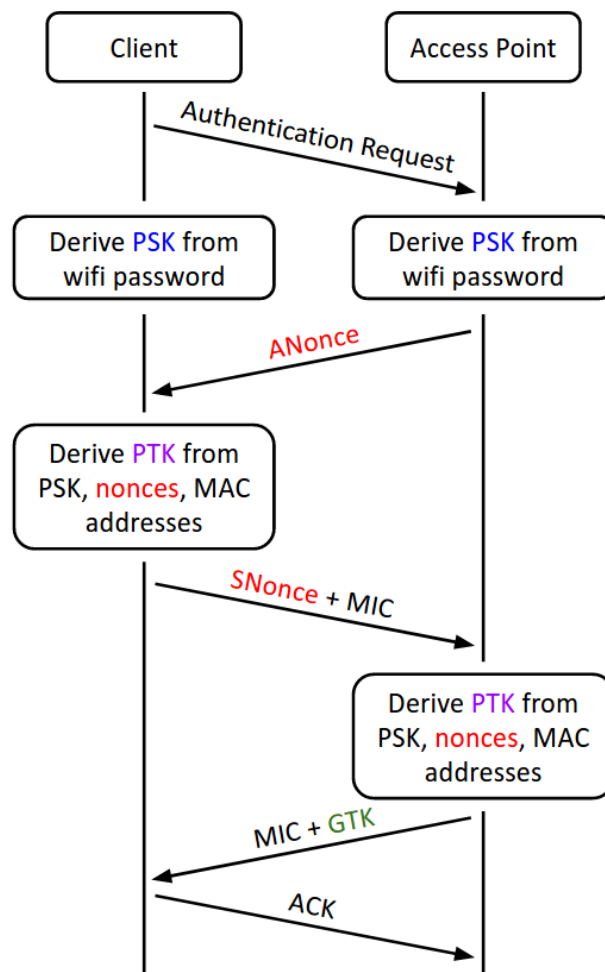 Client
Access Point
Authentication Request
Derive PSK from
wifi password
Derive PSK from
wifi password
ANonce
Derive PTK from
PSK, nonces, MAC
addresses
SNonce + MIC
Derive PTK from
PSK, nonces, MAC
addresses
MIC + GTK
ACK